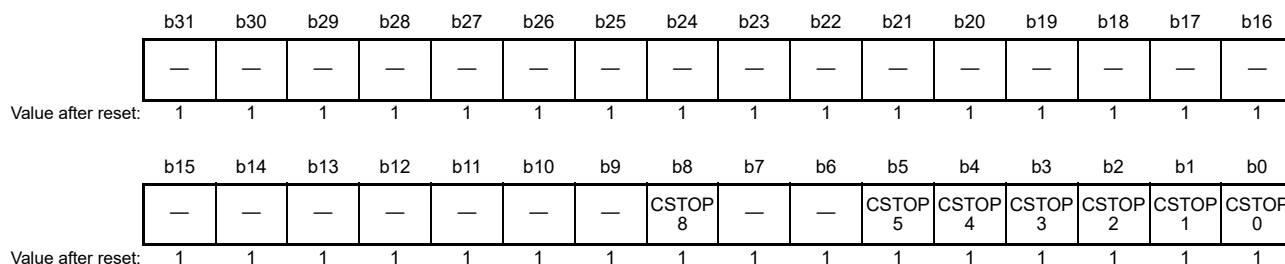 b31 b30 b29 b28 b27 b26 b25 b24 b23 b22 b21 b20 b19 b18 b17 b16
— — — — — — — — — — — — — — — —
Value after reset: 1 1 1 1 1 1 1 1 1 1 1 1 1 1 1 1
b15 b14 b13 b12 b11 b10 b9 b8 b7 b6 b5 b4 b3 b2 b1 b0
— — — — — — — CSTOP — — CSTOP CSTOP CSTOP CSTOP CSTOP CSTOP
8 5 4 3 2 1 0
Value after reset: 1 1 1 1 1 1 1 1 1 1 1 1 1 1 1 1